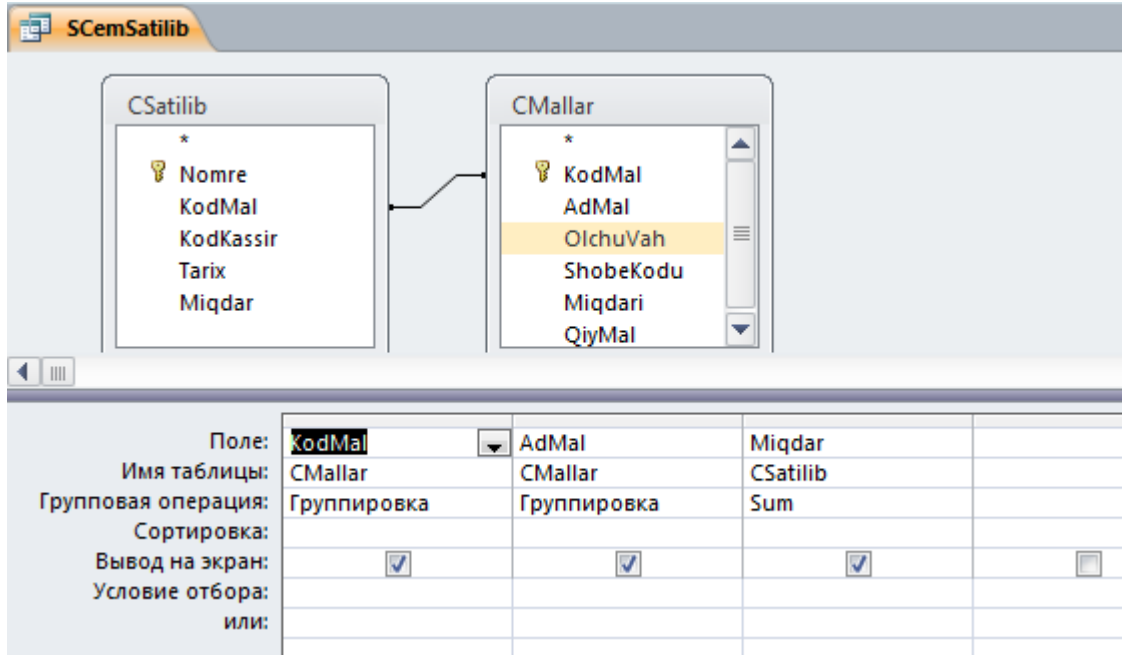 SCemSatilib
CSatilib
*
Nomre
KodMal
KodKassir
Tarix
Miqdar
CMallar
*
KodMal
AdMal
OlchuVah
ShobeKodu
Miqdari
QiyMal
Поле: KodMal AdMal Miqdar
Имя таблицы: CMallar CMallar CSatilib
Групповая операция: Группировка Группировка Sum
Сортировка:
Вывод на экран:
Условие отбора:
или: